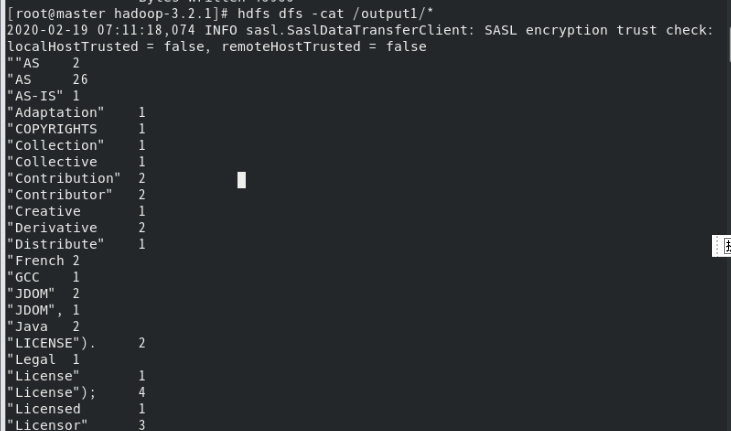 [root@master hadoop-3.2.1]# hdfs dfs -cat /output1/*
2020-02-19 07:11:18,074 INFO sasl.SaslDataTransferClient: SASL encryption trust check:
localHostTrusted = false, remoteHostTrusted = false
""AS 2
"AS 26
"AS-IS" 1
"Adaptation" 1
"COPYRIGHTS 1
"Collection" 1
"Collective 1
"Contribution" 2
"Contributor" 2
"Creative 1
"Derivative 2
"Distribute" 1
"French 2
"GCC 1
"JDOM" 2
"JDOM", 1
"Java 2
"LICENSE"). 2
"Legal 1
"License" 1
"License"); 4
"Licensed 1
"Licensor" 3